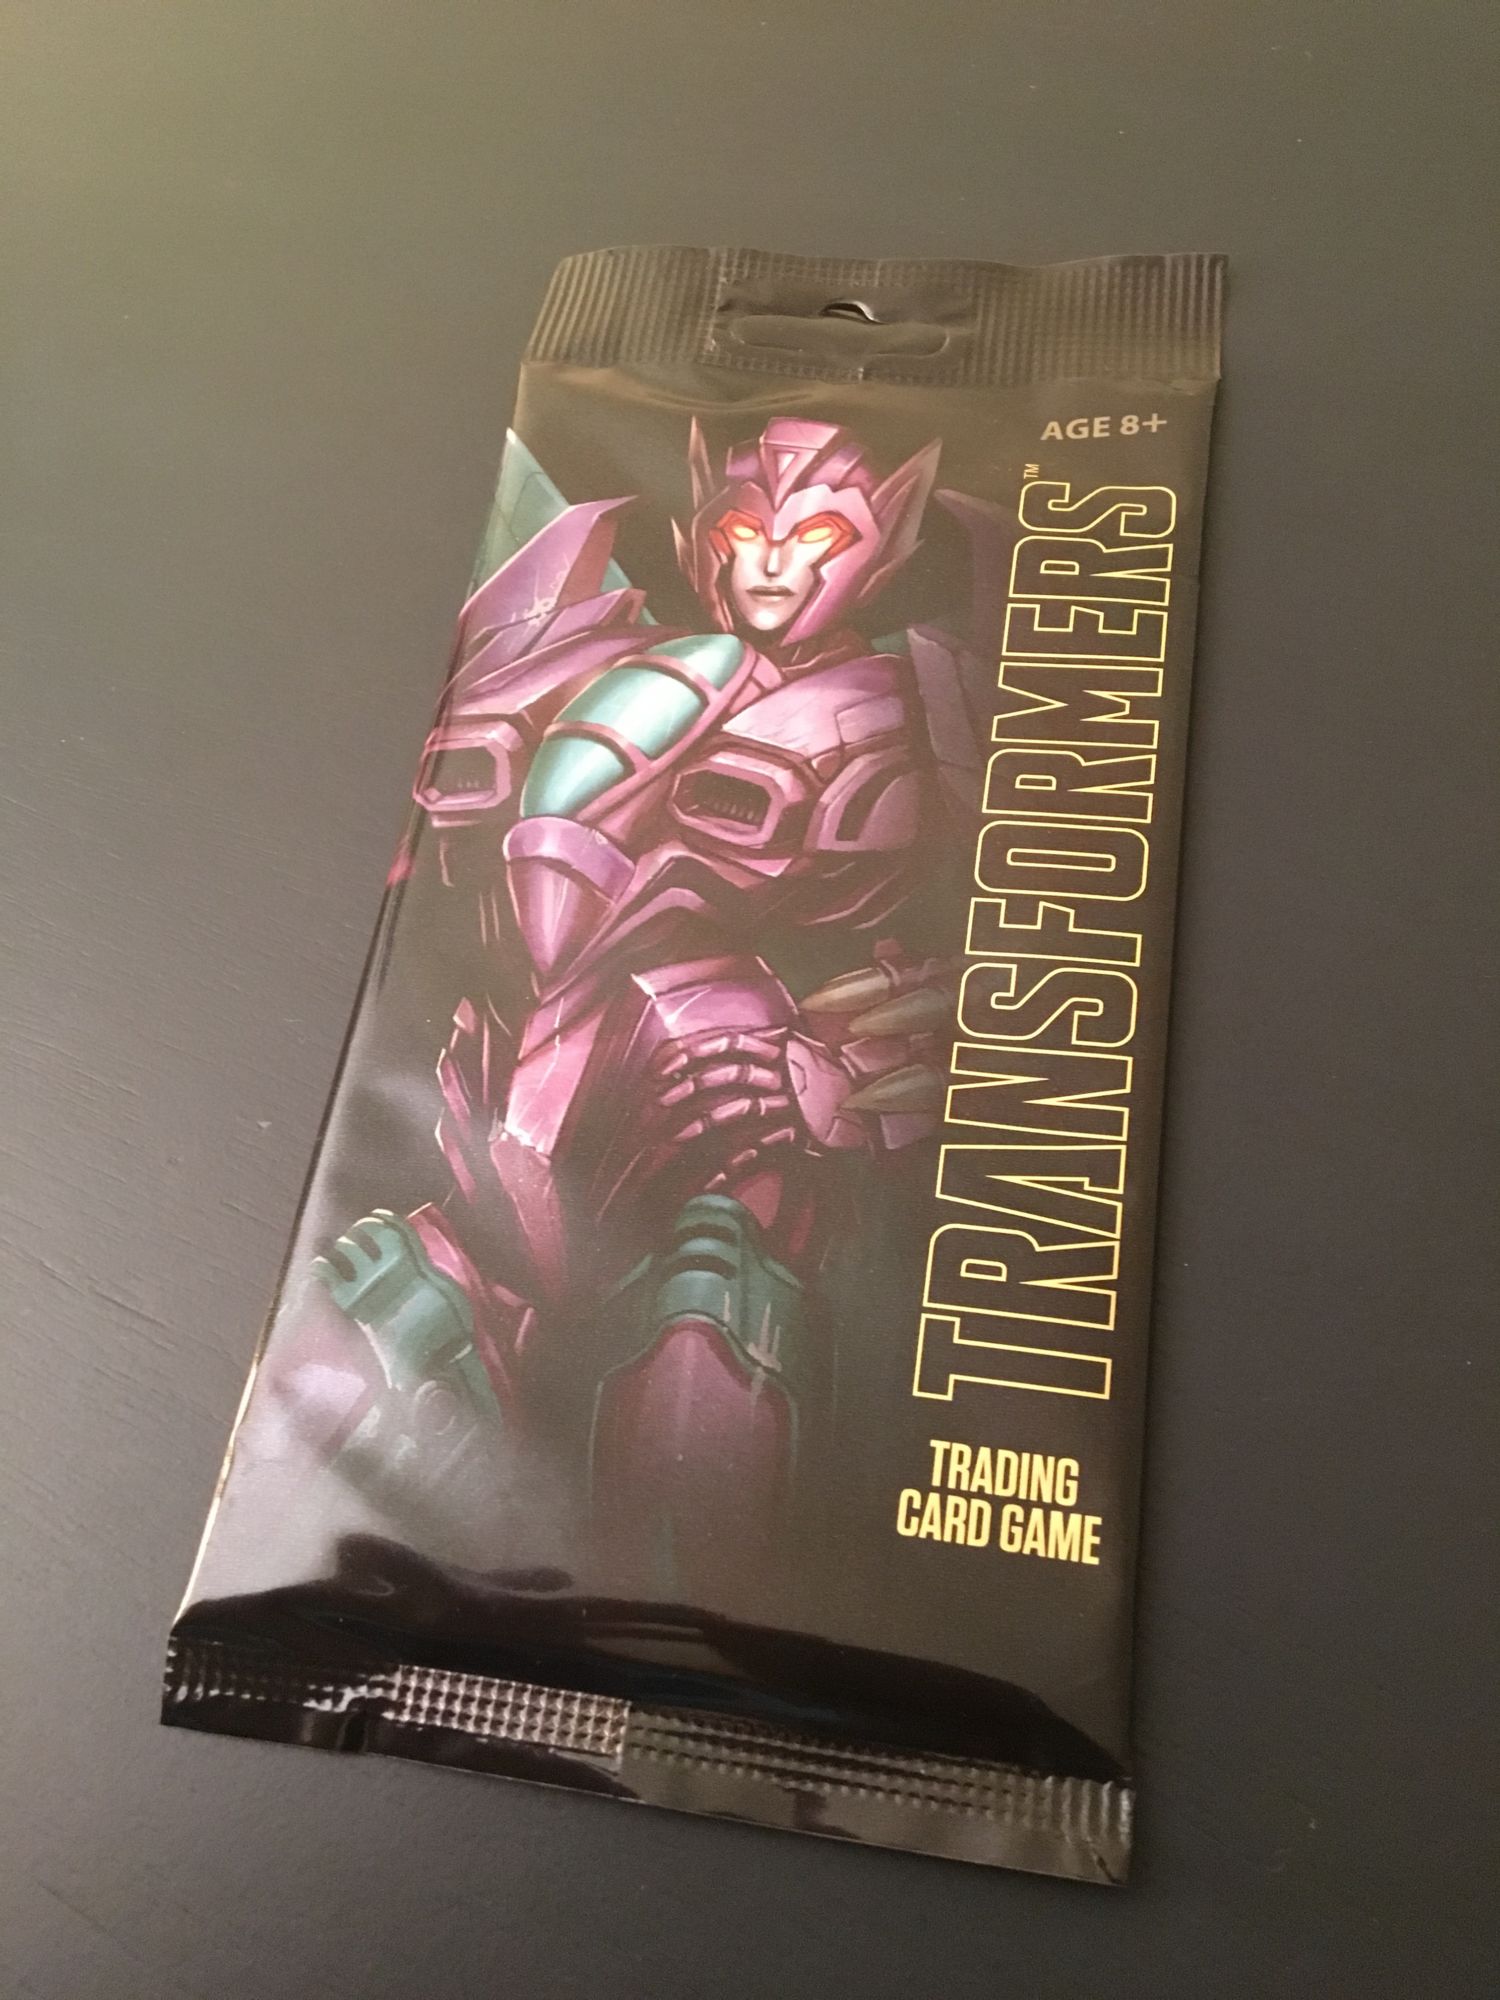 AGE 8+
TRANSFORMERS™
TRADING
CARD GAME